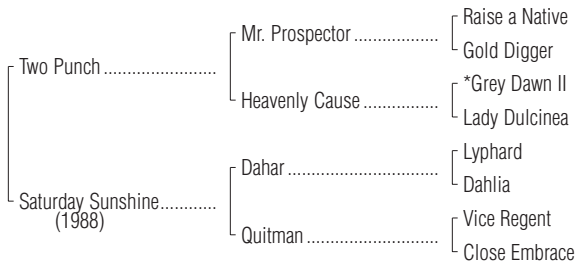 Raise a Native
Mr. Prospector
Gold Digger
Two Punch
*Grey Dawn II
Heavenly Cause
Lady Dulcinea
Lyphard
Dahar
Dahlia
Saturday Sunshine
(1988)
Vice Regent
Quitman
Close Embrace